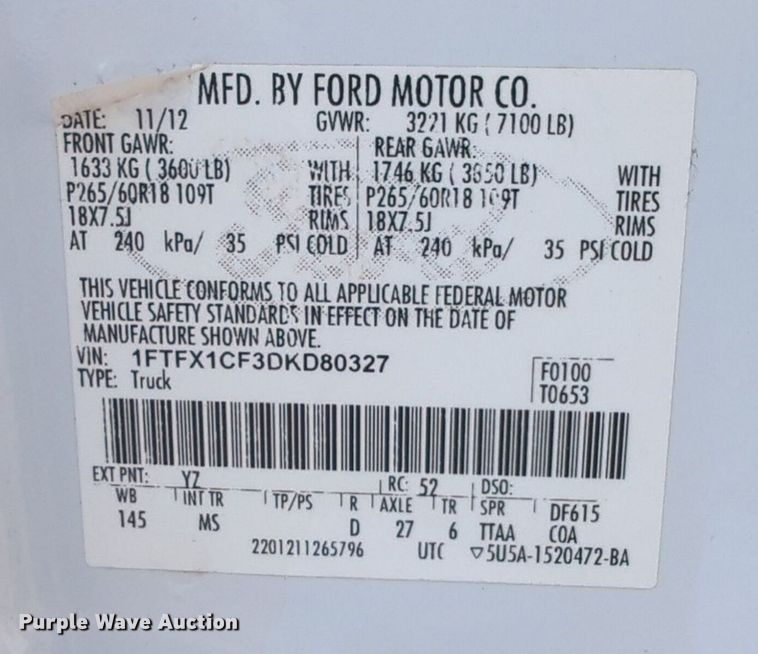 MFD. BY FORD MOTOR CO.
DATE: 11/12 GVWR: 3221 KG ( 7100 LB)
FRONT GAWR: REAR GAWR:
1633 KG ( 3600 LB) WITH 1746 KG ( 3850 LB) WITH
P265/60R18 109T TIRES P265/60R18 109T TIRES
18X7.5J RIMS 18X7.5J RIMS
AT 240 kPa/ 35 PSI COLD AT 240 kPa/ 35 PSI COLD
THIS VEHICLE CONFORMS TO ALL APPLICABLE FEDERAL MOTOR
VEHICLE SAFETY STANDARDS IN EFFECT ON THE DATE OF
MANUFACTURE SHOWN ABOVE.
VIN: 1FTFX1CF3DKD80327 F0100
TYPE: Truck T0653
EXT PNT: YZ RC: 52 DSO:
WB INT TR TP/PS R AXLE TR SPR DF615
145 MS D 27 6 TTAA COA
2201211265796 UTC ▽5U5A-1520472-BA
Purple Wave Auction